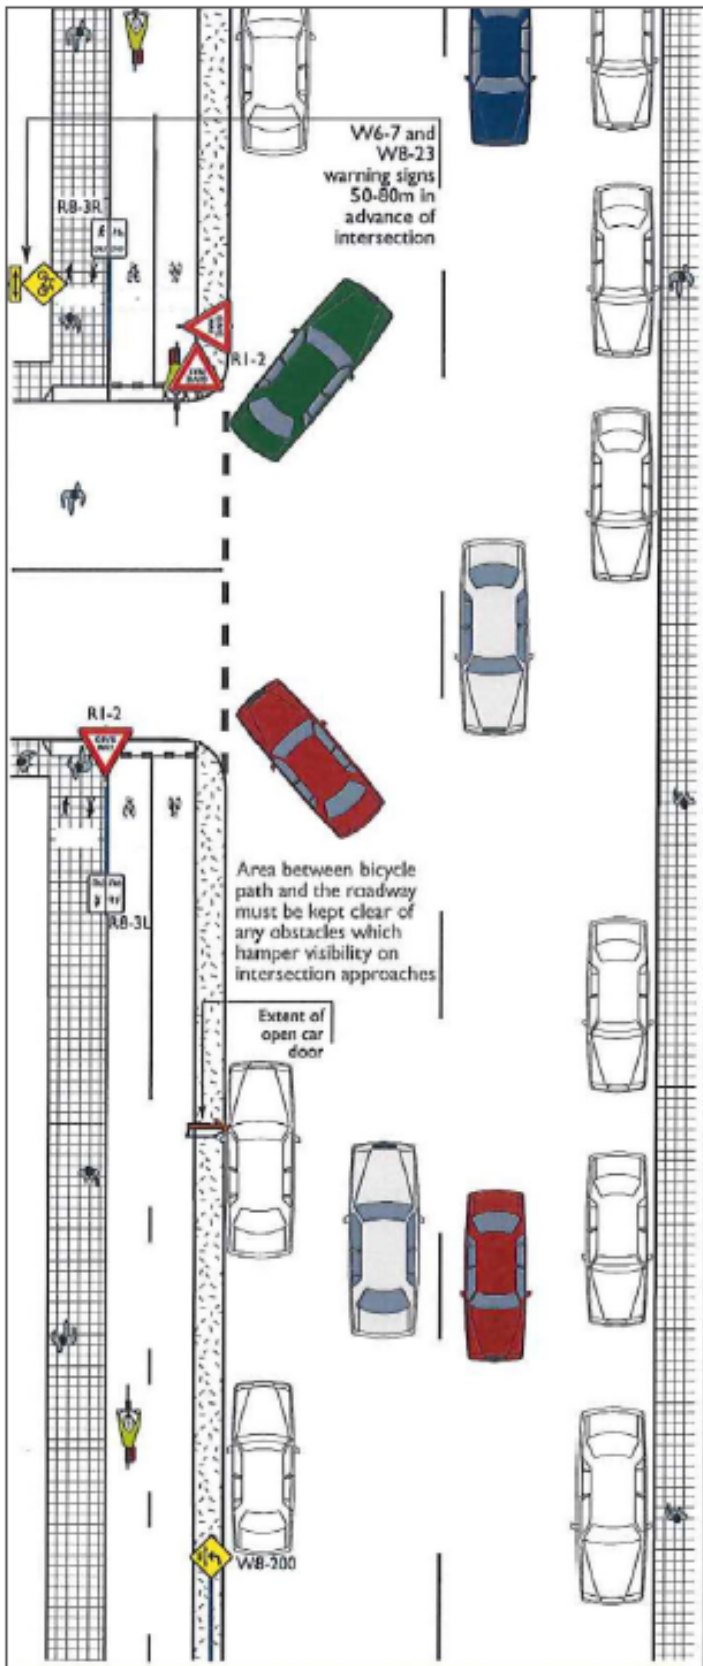 W6-7 and
W8-23
warning signs
50-80m in
advance of
intersection
R8-3R
R1-2
R1-2
GIVE
WAY
R8-3L
Area between bicycle
path and the roadway
must be kept clear of
any obstacles which
hamper visibility on
intersection approaches
Extent of
open car
door
W8-200